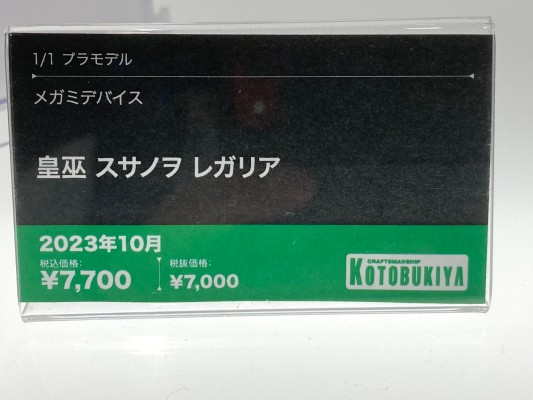 1/1 プラモデル
メガミデバイス
皇巫 スサノヲ レガリア
2023年10月
税込価格:
¥7,700
税抜価格:
¥7,000
CRAFTSMANSHIP
KOTOBUKIYA